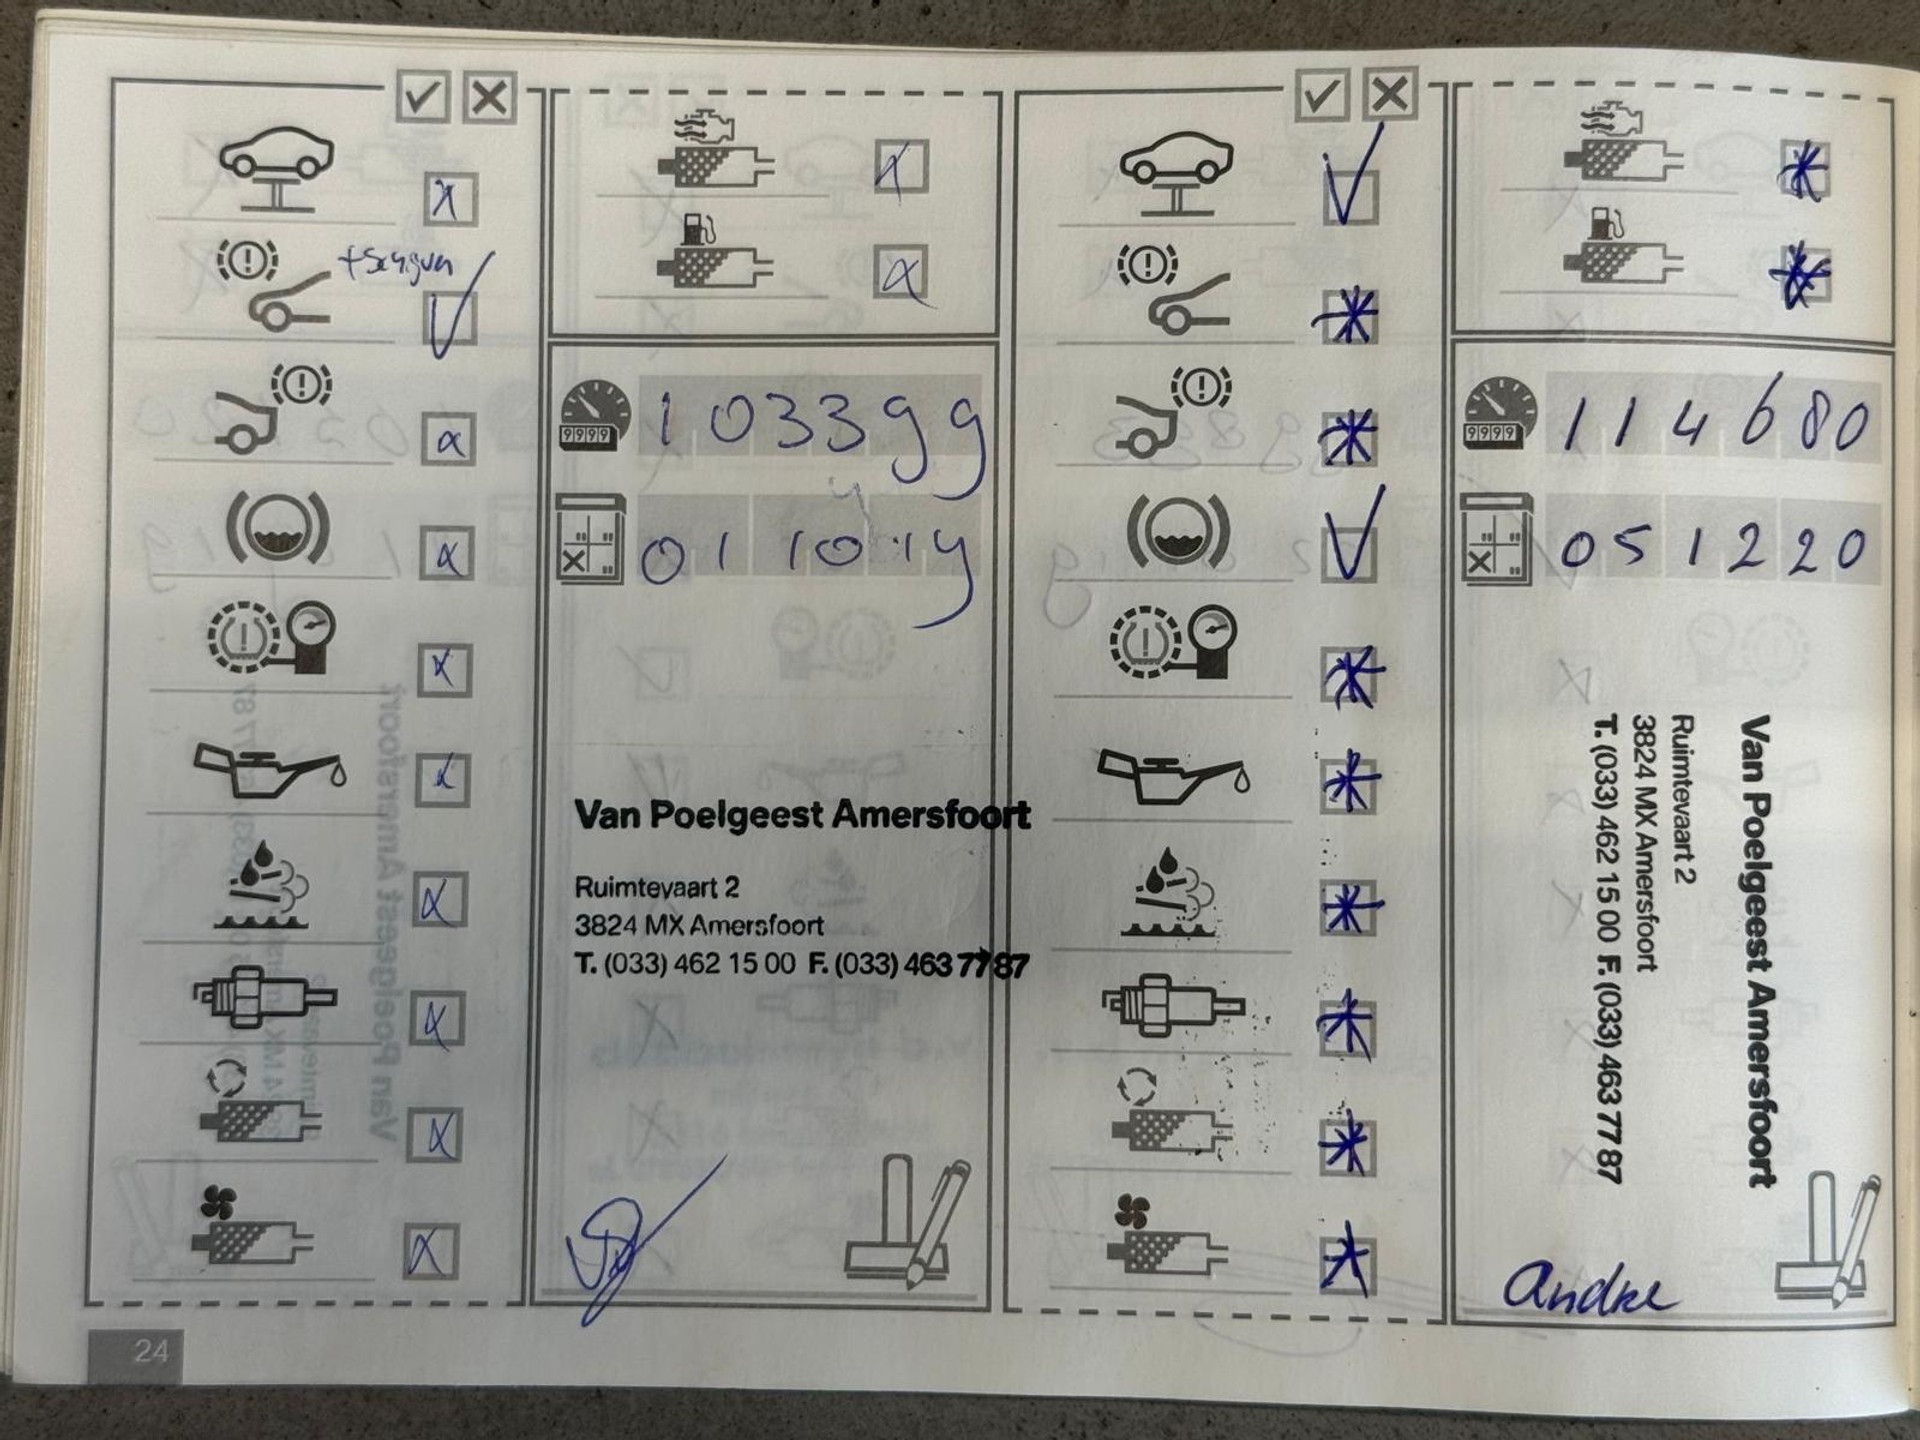 +schijven
103399
011019
Van Poelgeest Amersfoort
Ruimtevaart 2
3824 MX Amersfoort
T. (033) 462 15 00 F. (033) 463 77 87
114680
051220
Van Poelgeest Amersfoort
Ruimtevaart 2
3824 MX Amersfoort
T. (033) 462 15 00 F. (033) 463 77 87
Andre
24